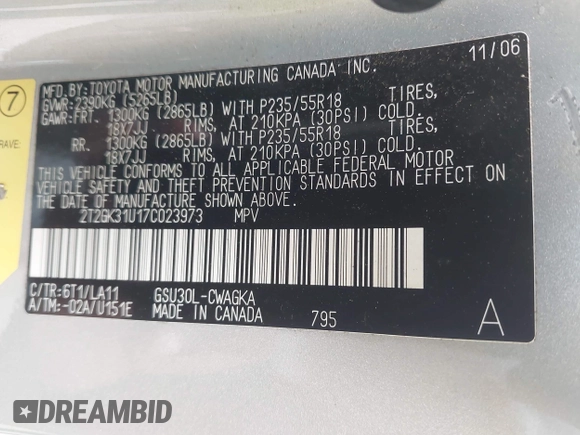 11/06
MFD.BY:TOYOTA MOTOR MANUFACTURING CANADA INC.
GVWR:2390KG (5265LB)
GAWR:FRT. 1300KG (2865LB) WITH P235/55R18 TIRES,
18X7JJ RIMS, AT 210KPA (30PSI) COLD.
RR. 1300KG (2865LB) WITH P235/55R18 TIRES,
18X7JJ RIMS, AT 210KPA (30PSI) COLD.
THIS VEHICLE CONFORMS TO ALL APPLICABLE FEDERAL MOTOR
VEHICLE SAFETY AND THEFT PREVENTION STANDARDS IN EFFECT ON
THE DATE OF MANUFACTURE SHOWN ABOVE.
2T2GK31U17C023973 MPV
C/TR:6T1/LA11 GSU30L-CWAGKA
A/TM:-02A/U151E MADE IN CANADA 795 A
7
RAVE:
DREAMBID